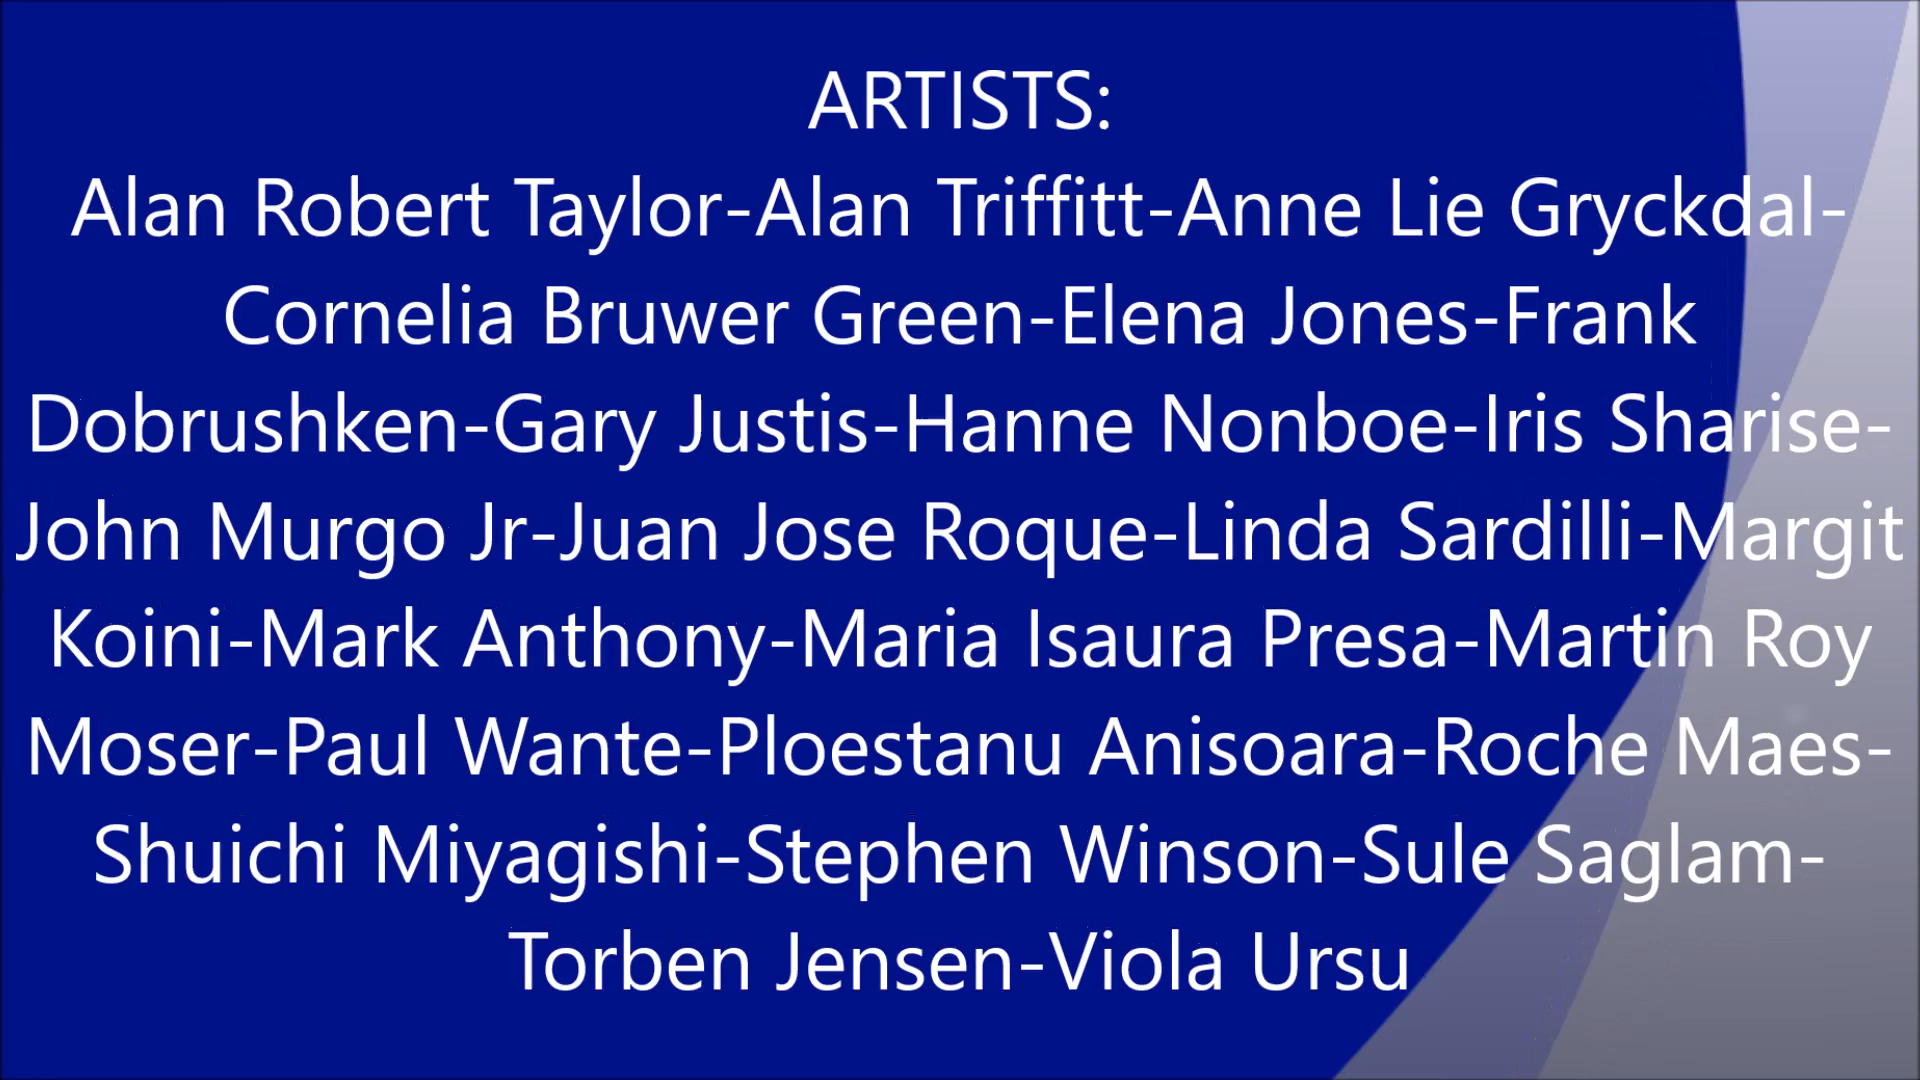 ARTISTS:
Alan Robert Taylor-Alan Triffitt-Anne Lie Gryckdal-
Cornelia Bruwer Green-Elena Jones-Frank
Dobrushken-Gary Justis-Hanne Nonboe-Iris Sharise-
John Murgo Jr-Juan Jose Roque-Linda Sardilli-Margit
Koini-Mark Anthony-Maria Isaura Presa-Martin Roy
Moser-Paul Wante-Ploestanu Anisoara-Roche Maes-
Shuichi Miyagishi-Stephen Winson-Sule Saglam-
Torben Jensen-Viola Ursu